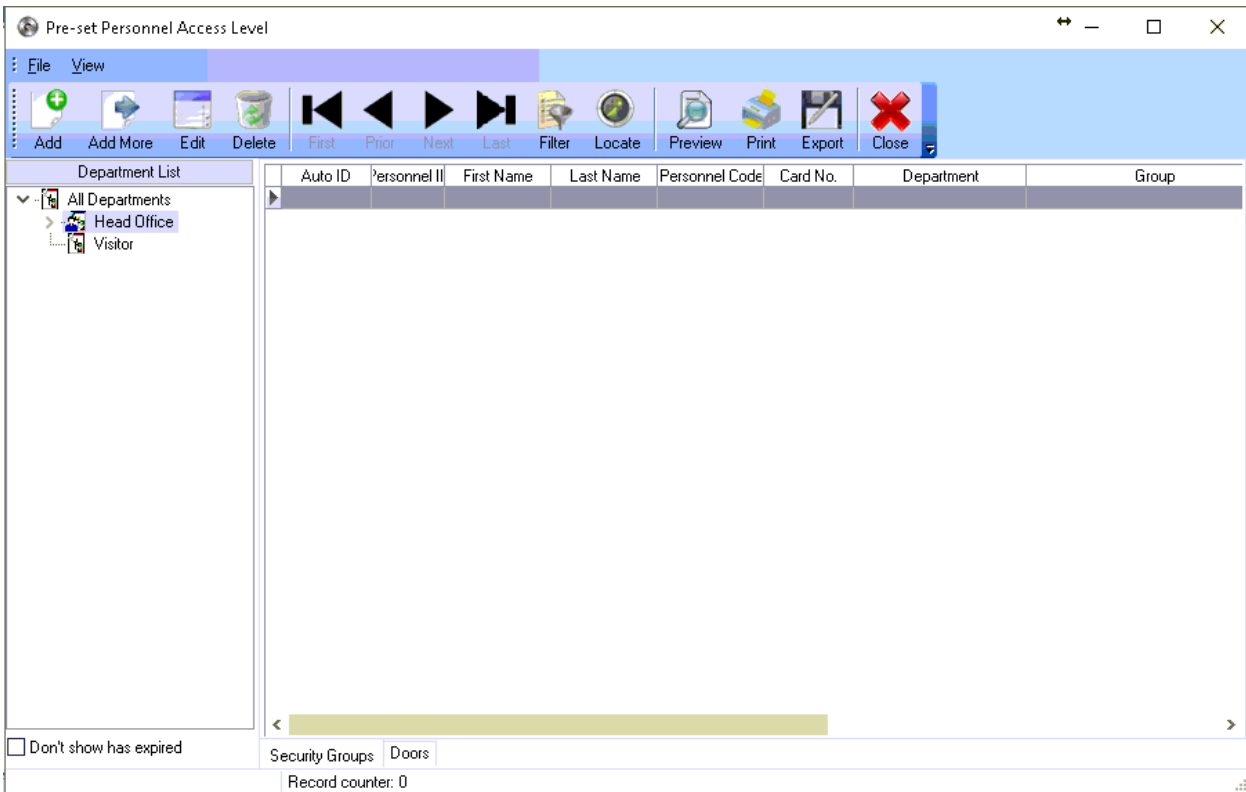 Pre-set Personnel Access Level
File View
Add Add More Edit Delete First Prior Next Last Filter Locate Preview Print Export Close
Department List
Auto ID Personnel II First Name Last Name Personnel Code Card No. Department Group
All Departments
Head Office
Visitor
Don't show has expired
Security Groups Doors
Record counter: 0